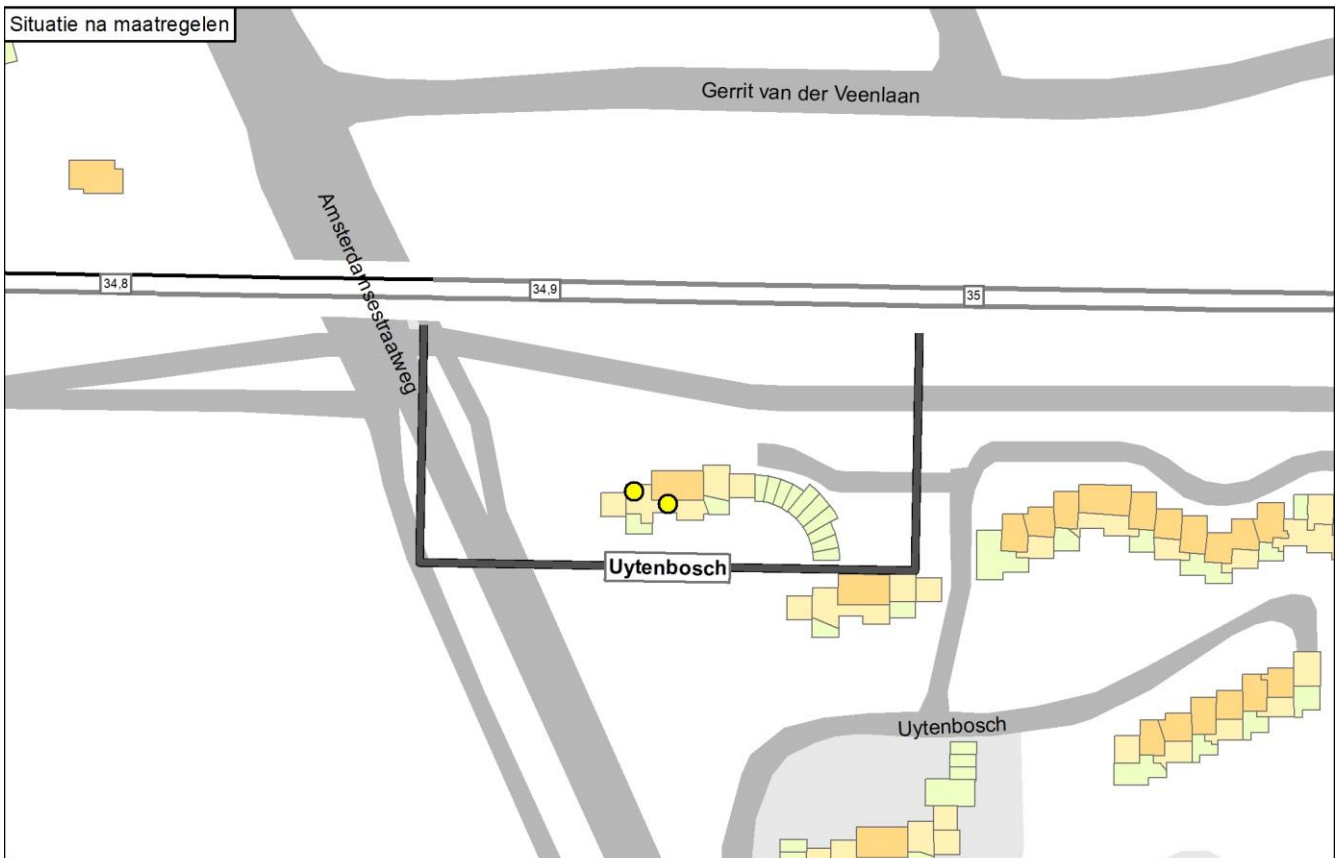 Situatie na maatregelen
Gerrit van der Veenlaan
Amsterdamsestraatweg
34,8
34,9
35
Uytenbosch
Uytenbosch